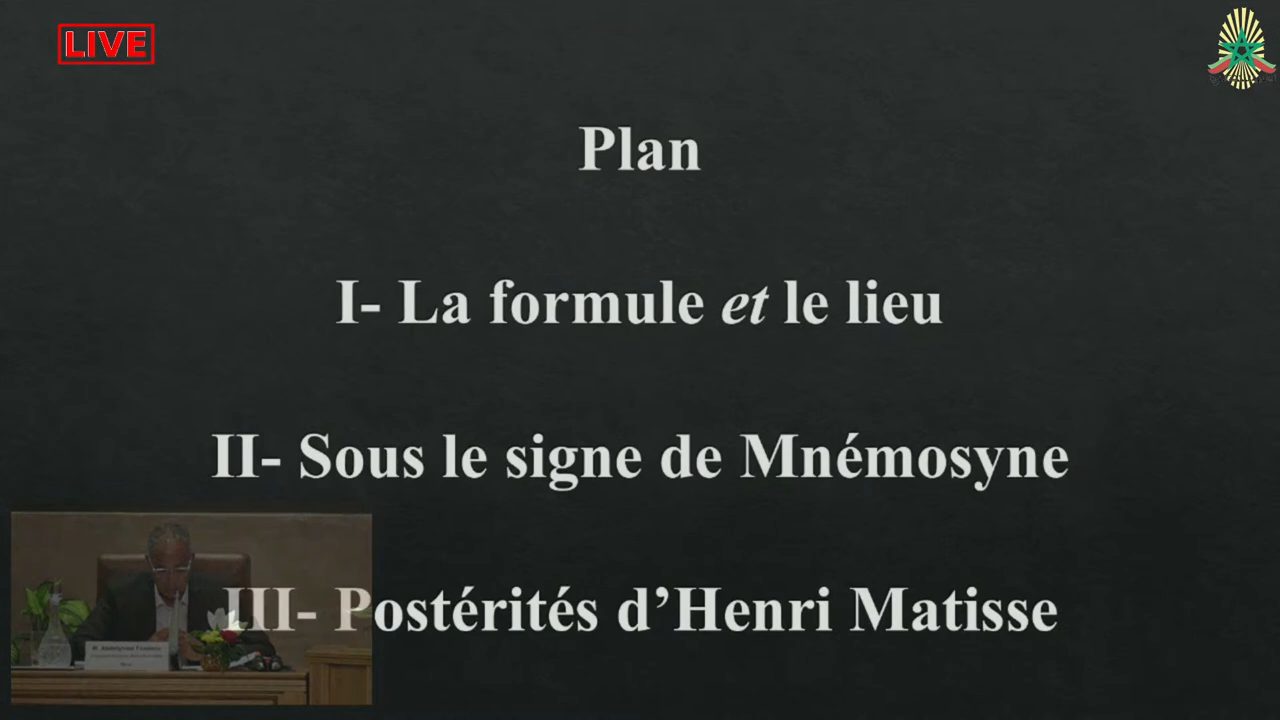 LIVE
Plan
I- La formule et le lieu
II- Sous le signe de Mnémosyne
III- Postérités d’Henri Matisse